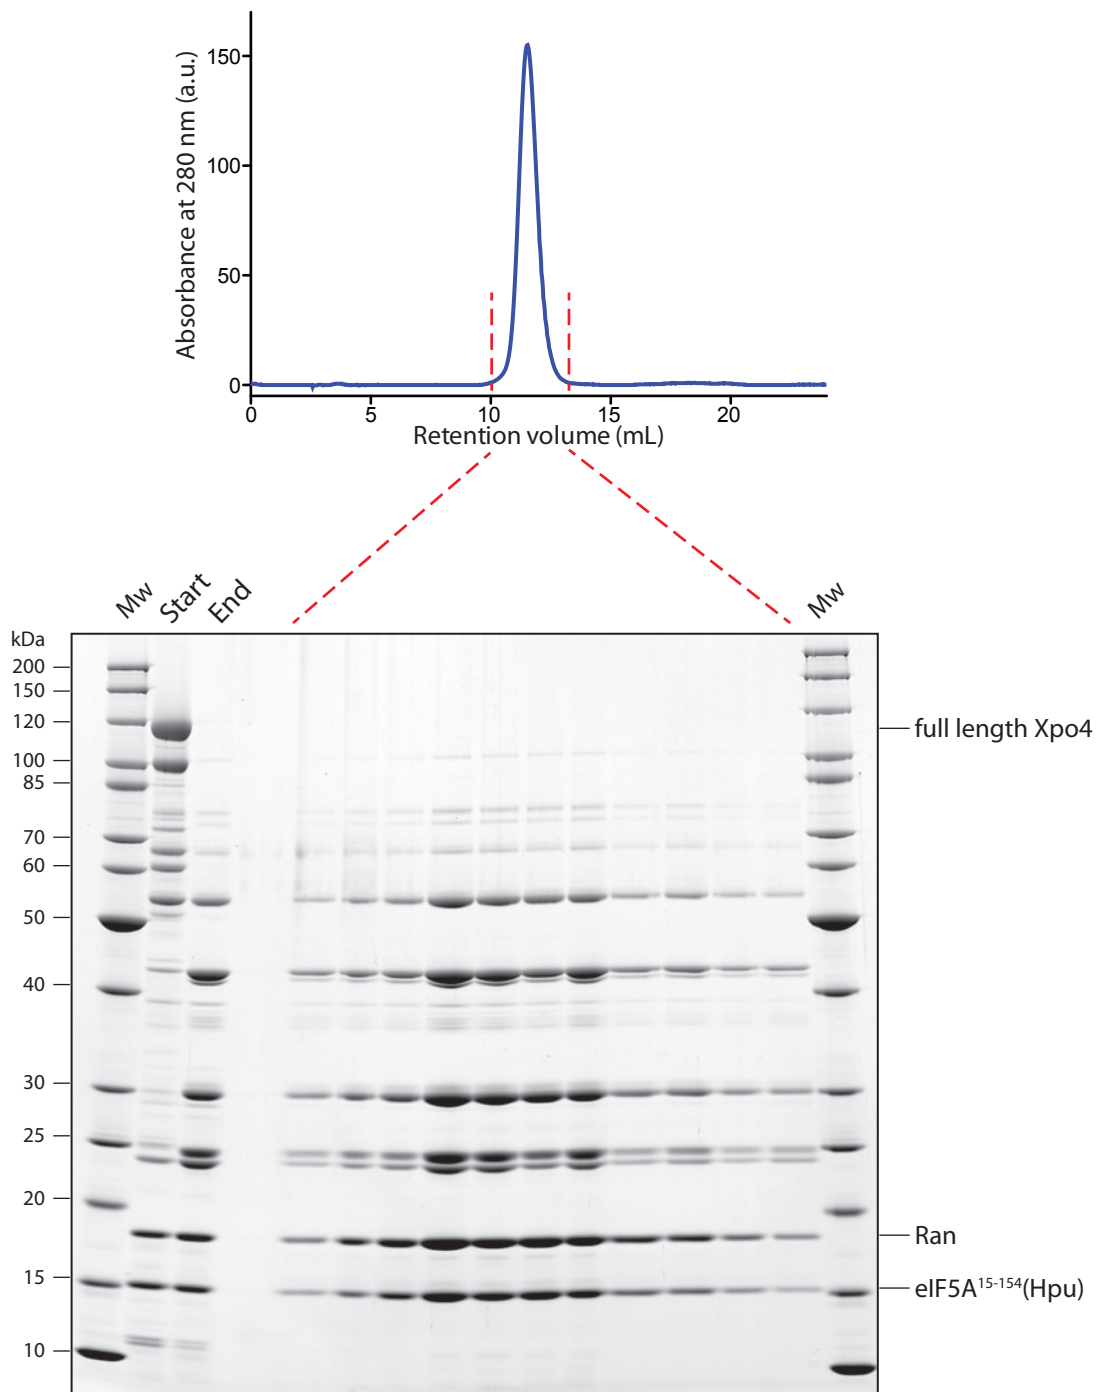 150
100
50
0
Absorbance at 280 nm (a.u.)
0 5 10 15 20
Retention volume (mL)
Mw Start End Mw
kDa
200
150
120
100
85
70
60
50
40
30
25
20
15
10
full length Xpo4
Ran
eIF5A¹⁵⁻¹⁵⁴(Hpu)